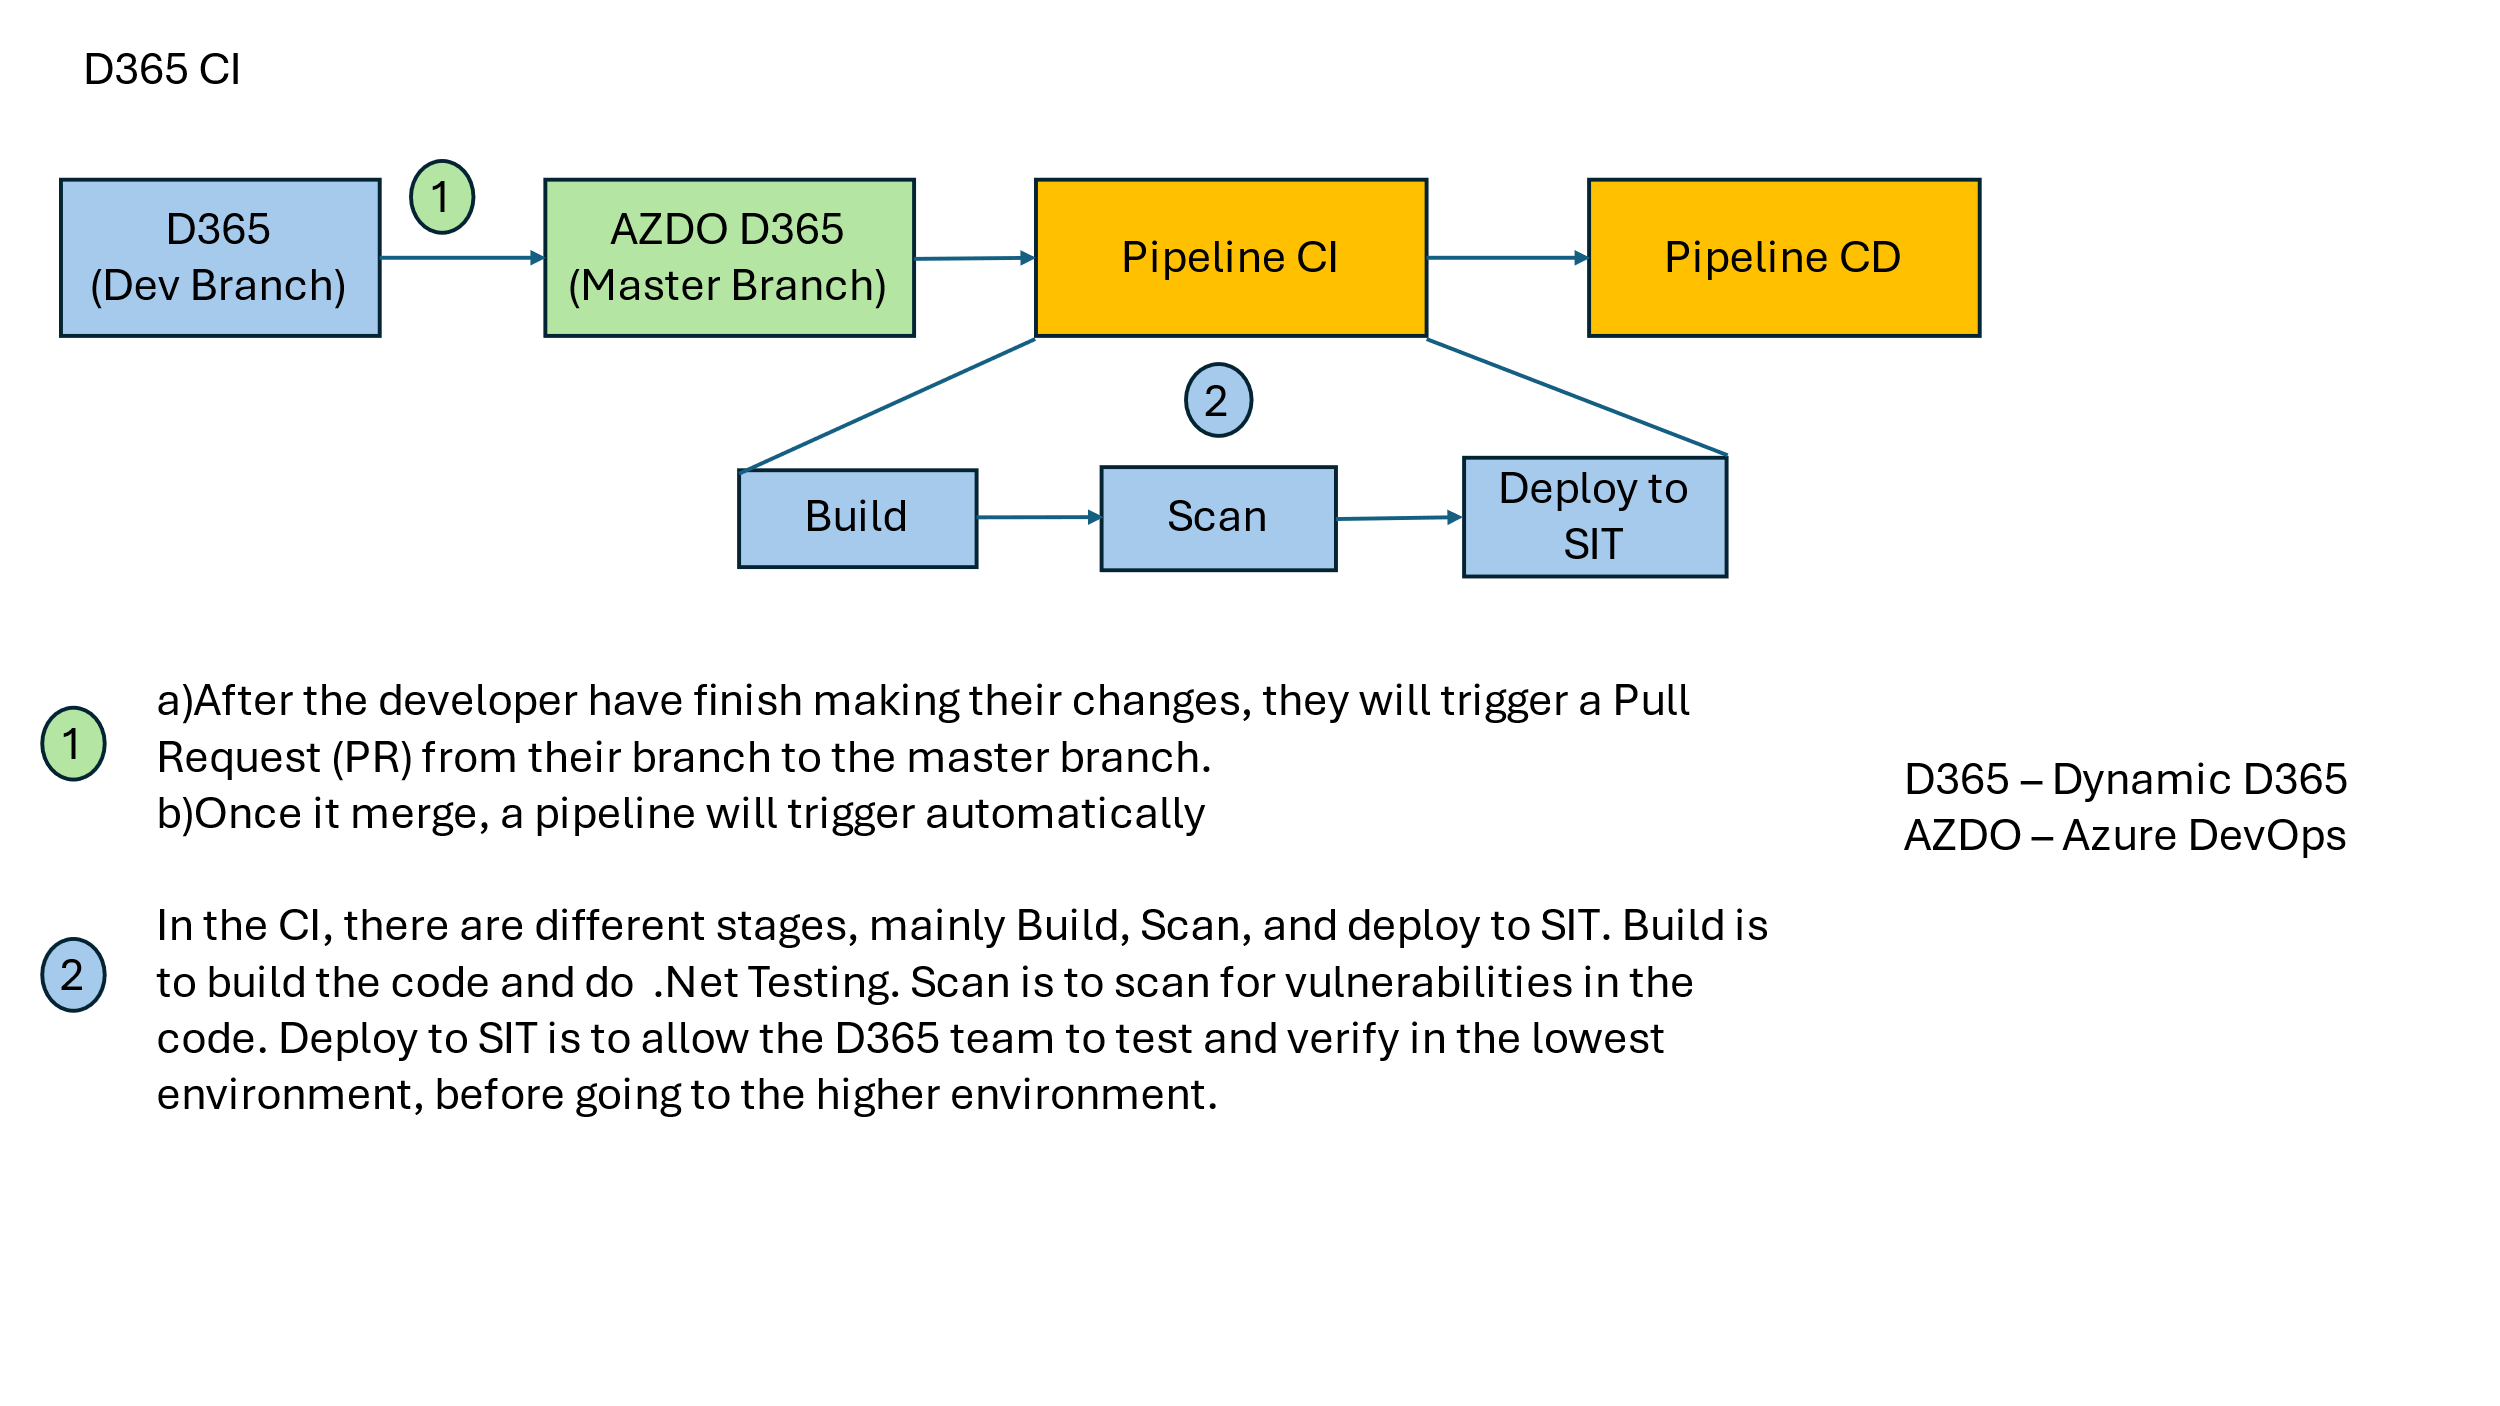 D365 CI
D365
(Dev Branch)
1
AZDO D365
(Master Branch)
Pipeline CI
Pipeline CD
2
Build
Scan
Deploy to
SIT
1
a)After the developer have finish making their changes, they will trigger a Pull
Request (PR) from their branch to the master branch.
b)Once it merge, a pipeline will trigger automatically
D365 – Dynamic D365
AZDO – Azure DevOps
2
In the CI, there are different stages, mainly Build, Scan, and deploy to SIT. Build is
to build the code and do  .Net Testing. Scan is to scan for vulnerabilities in the
code. Deploy to SIT is to allow the D365 team to test and verify in the lowest
environment, before going to the higher environment.